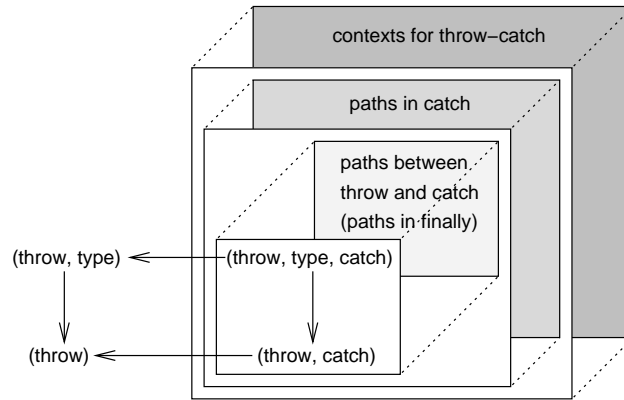 contexts for throw−catch
paths in catch
paths between
throw and catch
(paths in finally)
(throw, type)
(throw, type, catch)
(throw)
(throw, catch)